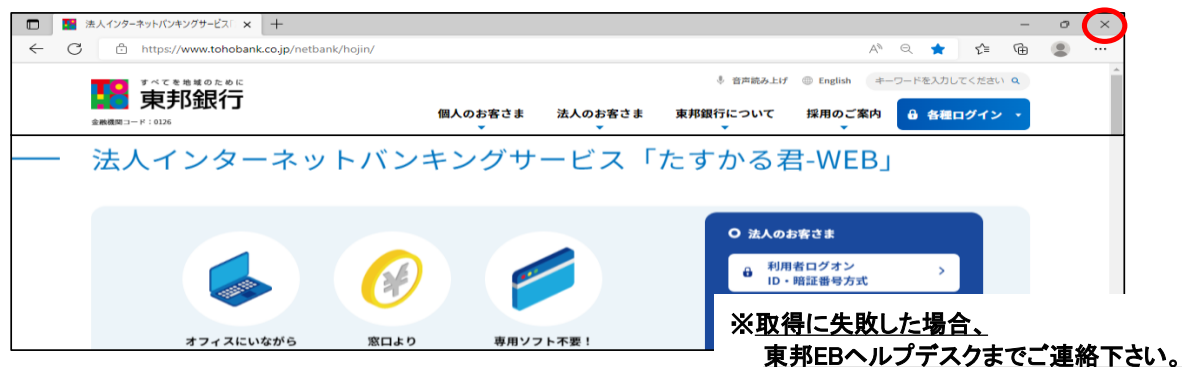 法人インターネットバンキングサービス「
https://www.tohobank.co.jp/netbank/hojin/
すべてを地域のために
東邦銀行
金融機関コード：0126
音声読み上げ English キーワードを入力してください
個人のお客さま 法人のお客さま 東邦銀行について 採用のご案内 各種ログイン
法人インターネットバンキングサービス「たすかる君-WEB」
法人のお客さま
利用者ログオン
ID・暗証番号方式
オフィスにいながら 窓口より 専用ソフト不要！
※取得に失敗した場合、
東邦EBヘルプデスクまでご連絡下さい。